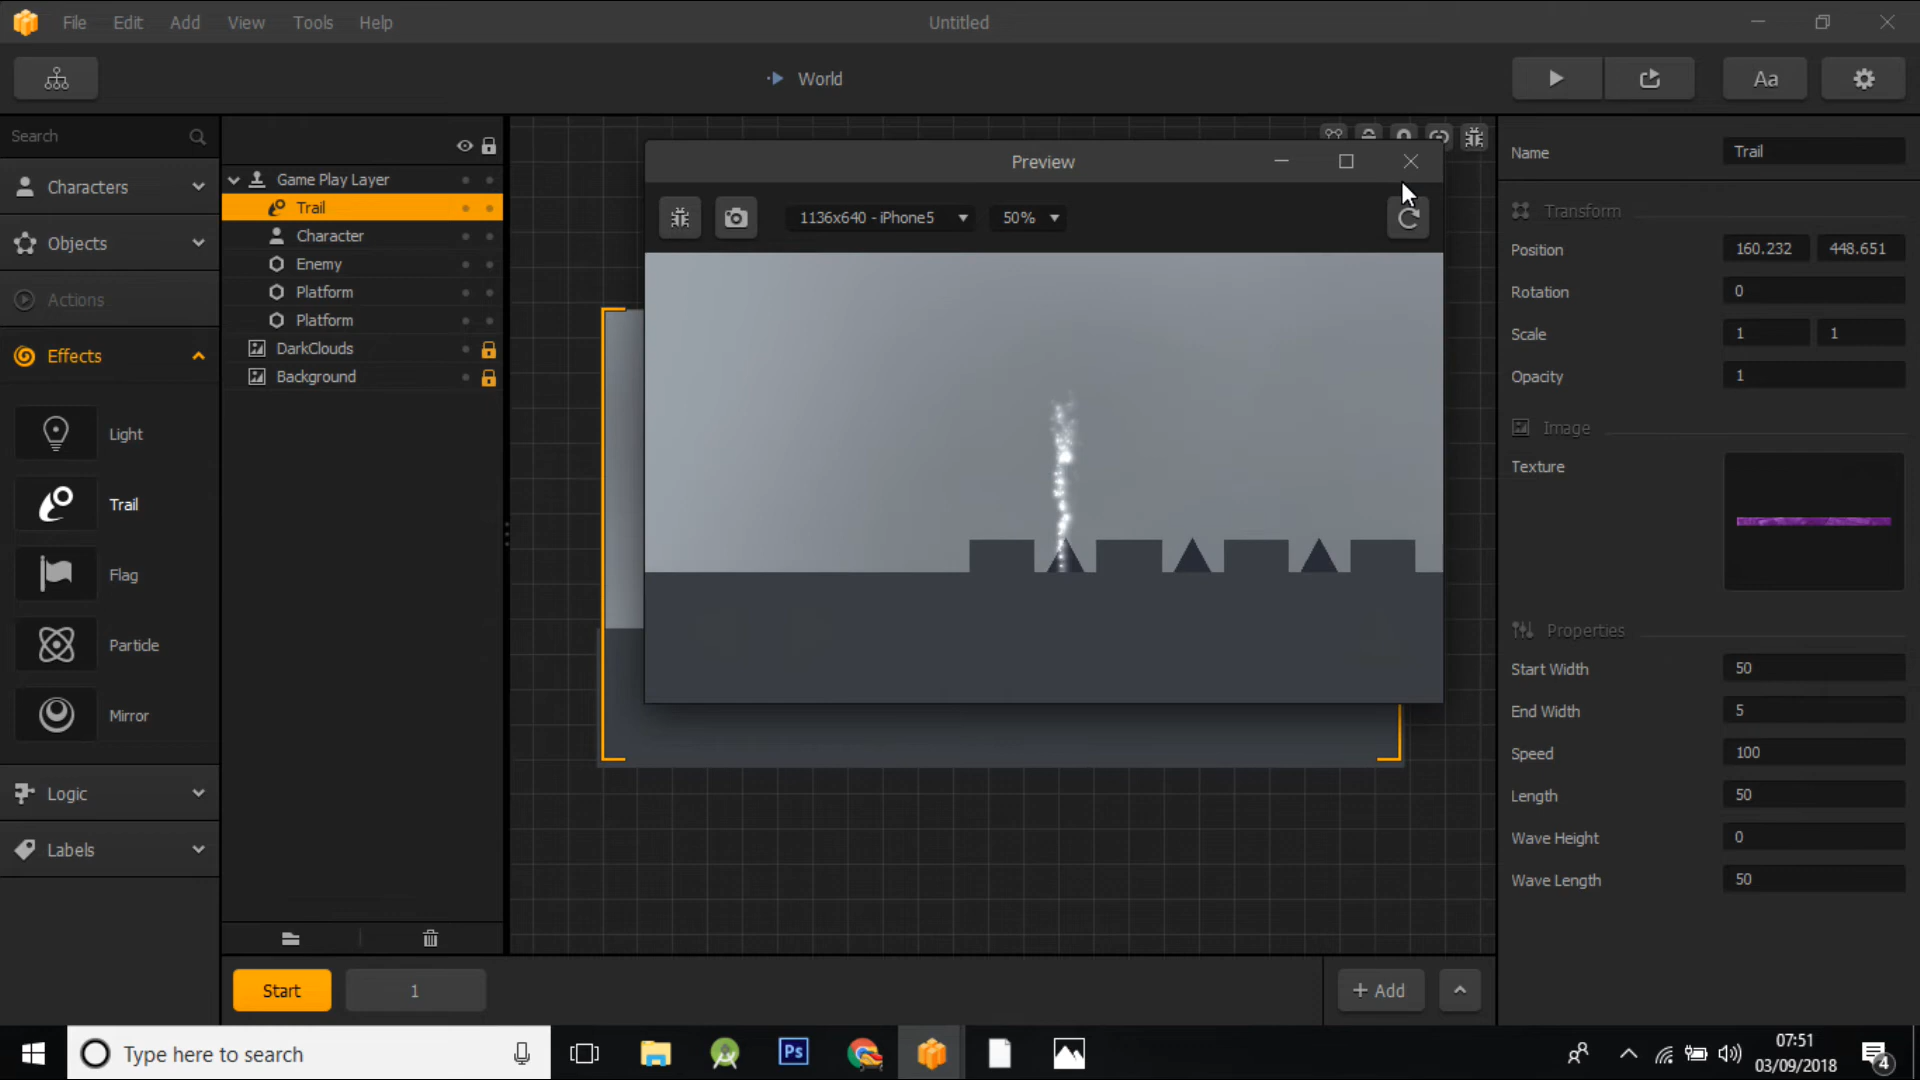 File Edit Add View Tools Help
Untitled
World
Aa
Search
Characters
Objects
Actions
Effects
Light
Trail
Flag
Particle
Mirror
Logic
Labels
Game Play Layer
Trail
Character
Enemy
Platform
Platform
DarkClouds
Background
Preview
1136x640 - iPhone5
50%
Name Trail
Transform
Position 160.232 448.651
Rotation 0
Scale 1 1
Opacity 1
Image
Texture
Properties
Start Width 50
End Width 5
Speed 100
Length 50
Wave Height 0
Wave Length 50
Start
1
+ Add
Type here to search
Ps
07:51
03/09/2018
4